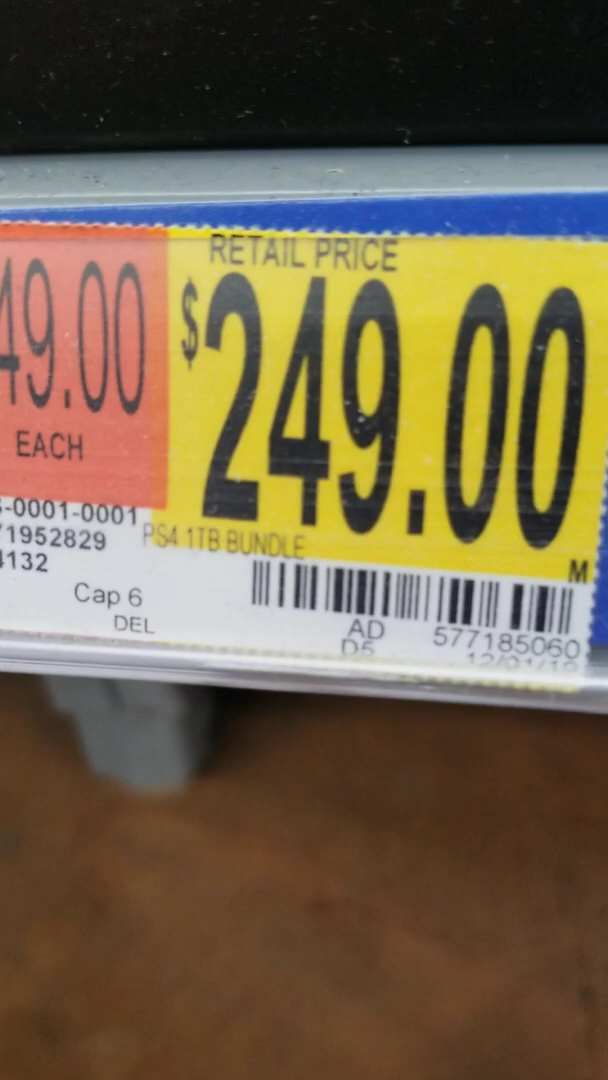 RETAIL PRICE
49.00
$249.00
EACH
-0001-0001
71952829
4132
PS4 1TB BUNDLE
M
Cap 6
DEL
AD
577185060
D5